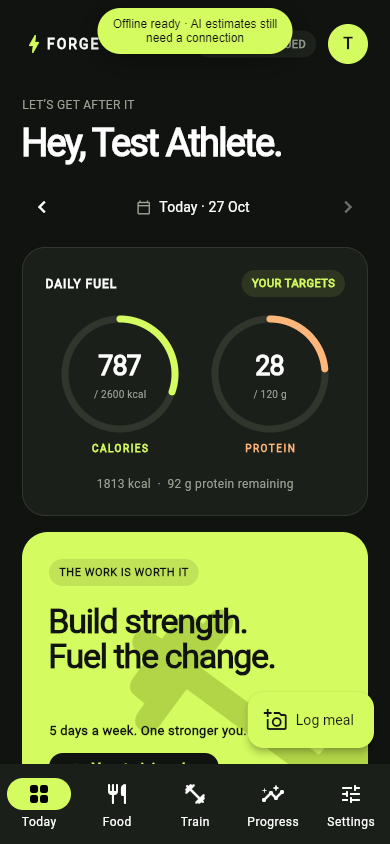 Offline ready · AI estimates still
need a connection
FORGE
T
LET'S GET AFTER IT
Hey, Test Athlete.
Today · 27 Oct
DAILY FUEL
YOUR TARGETS
787
/ 2600 kcal
CALORIES
28
/ 120 g
PROTEIN
1813 kcal · 92 g protein remaining
THE WORK IS WORTH IT
Build strength.
Fuel the change.
5 days a week. One stronger you.
Log meal
Today
Food
Train
Progress
Settings